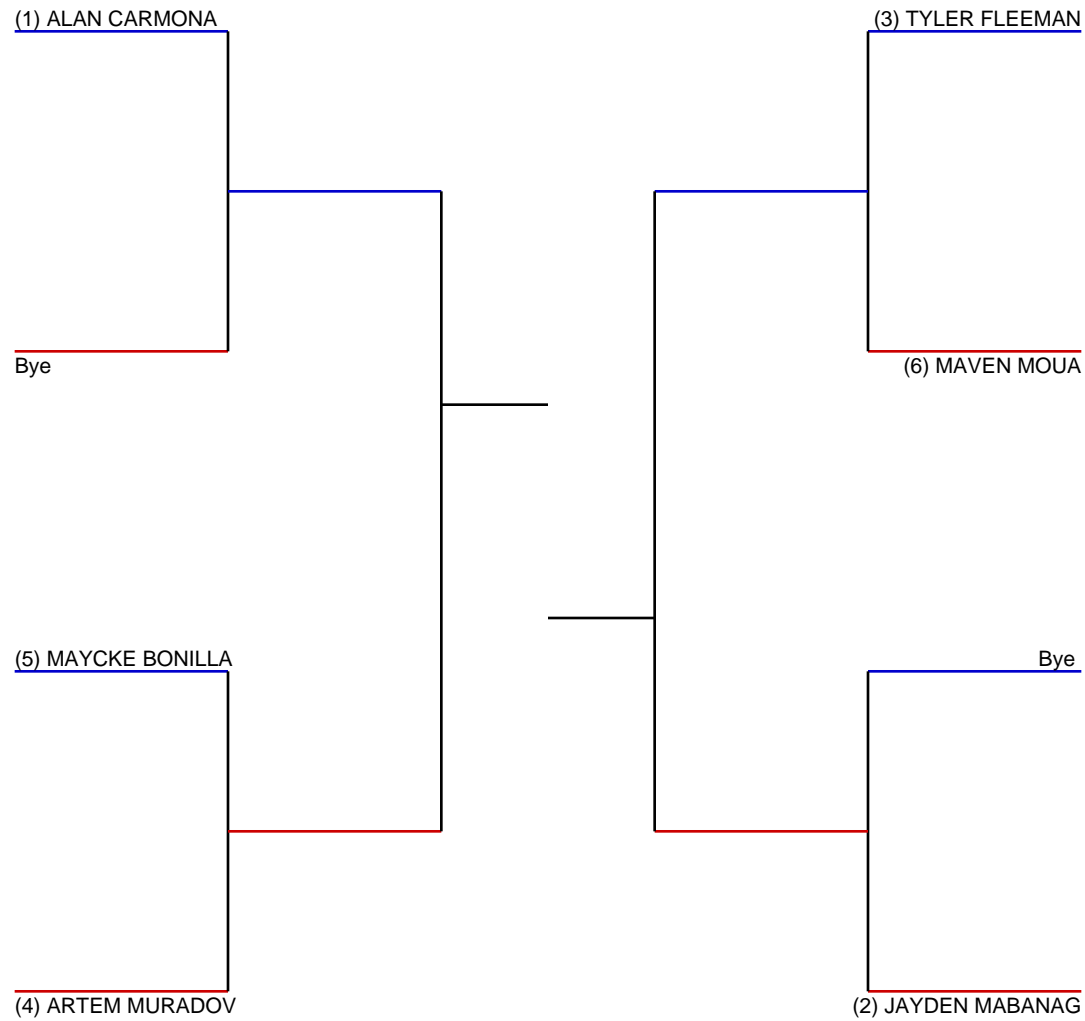 (1) ALAN CARMONA
(3) TYLER FLEEMAN
Bye
(6) MAVEN MOUA
(5) MAYCKE BONILLA
Bye
(4) ARTEM MURADOV
(2) JAYDEN MABANAG